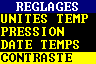 REGLAGES
UNITES TEMP
PRESSION
DATE TEMPS
CONTRASTE